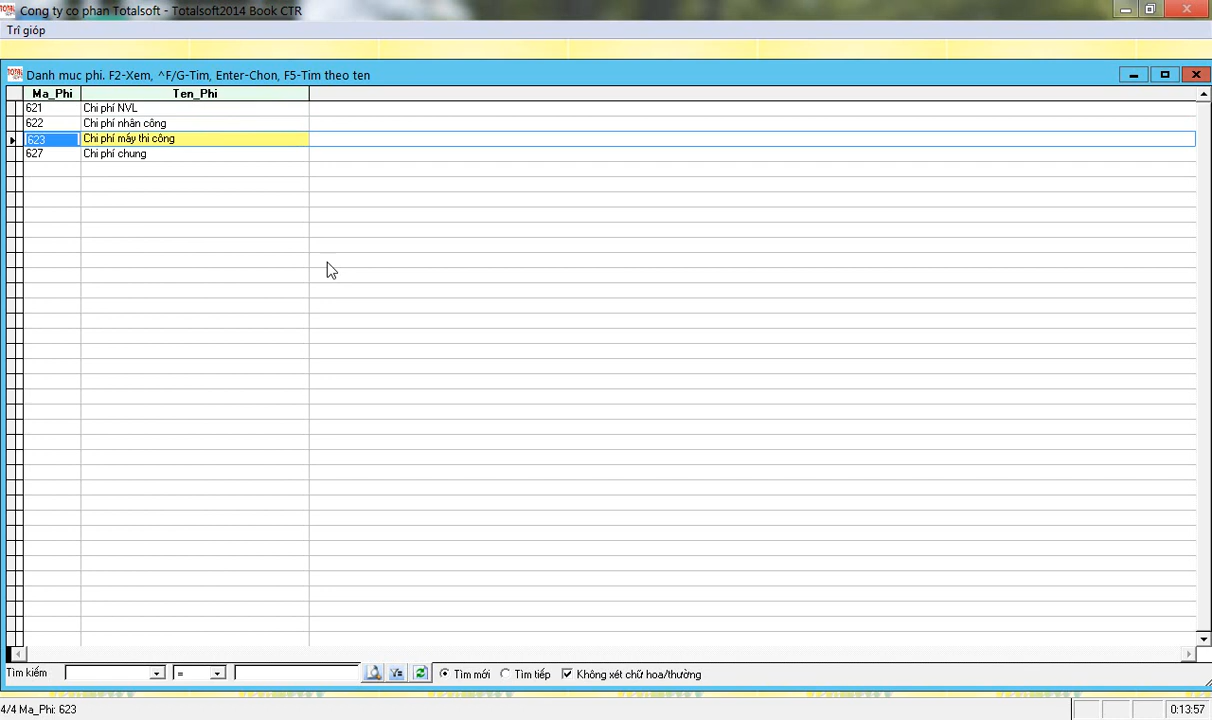 Cong ty co phan Totalsoft - Totalsoft2014 Book CTR
Trî gióp
Danh muc phi. F2-Xem, ^F/G-Tim, Enter-Chon, F5-Tim theo ten
Ma_Phi Ten_Phi
621 Chi phí NVL
622 Chi phí nhân công
623 Chi phí máy thi công
627 Chi phí chung
Tìm kiếm = Tìm mới Tìm tiếp Không xét chữ hoa/thường
4/4 Ma_Phi: 623 0:13:57